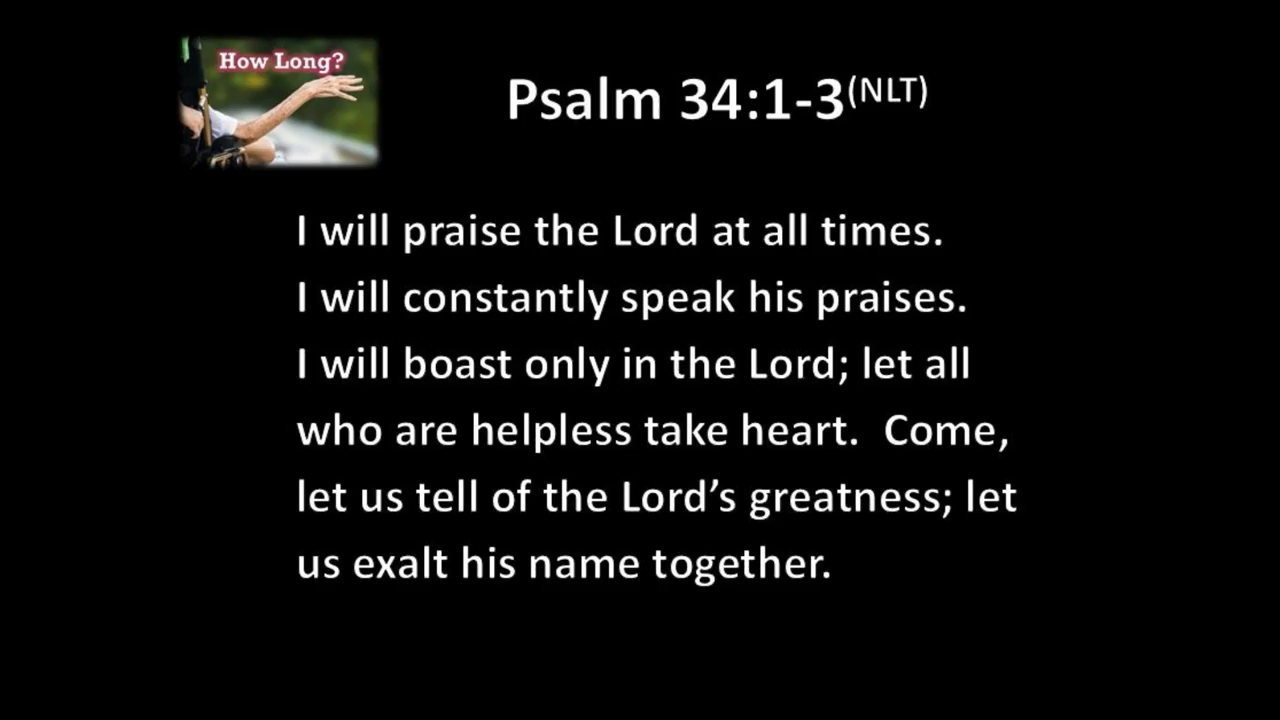 How Long?
Psalm 34:1-3(NLT)
I will praise the Lord at all times.
I will constantly speak his praises.
I will boast only in the Lord; let all
who are helpless take heart.  Come,
let us tell of the Lord’s greatness; let
us exalt his name together.